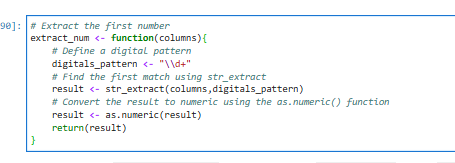 90]: # Extract the first number
extract_num <- function(columns){
    # Define a digital pattern
    digitals_pattern <- "\\d+"
    # Find the first match using str_extract
    result <- str_extract(columns,digitals_pattern)
    # Convert the result to numeric using the as.numeric() function
    result <- as.numeric(result)
    return(result)
}